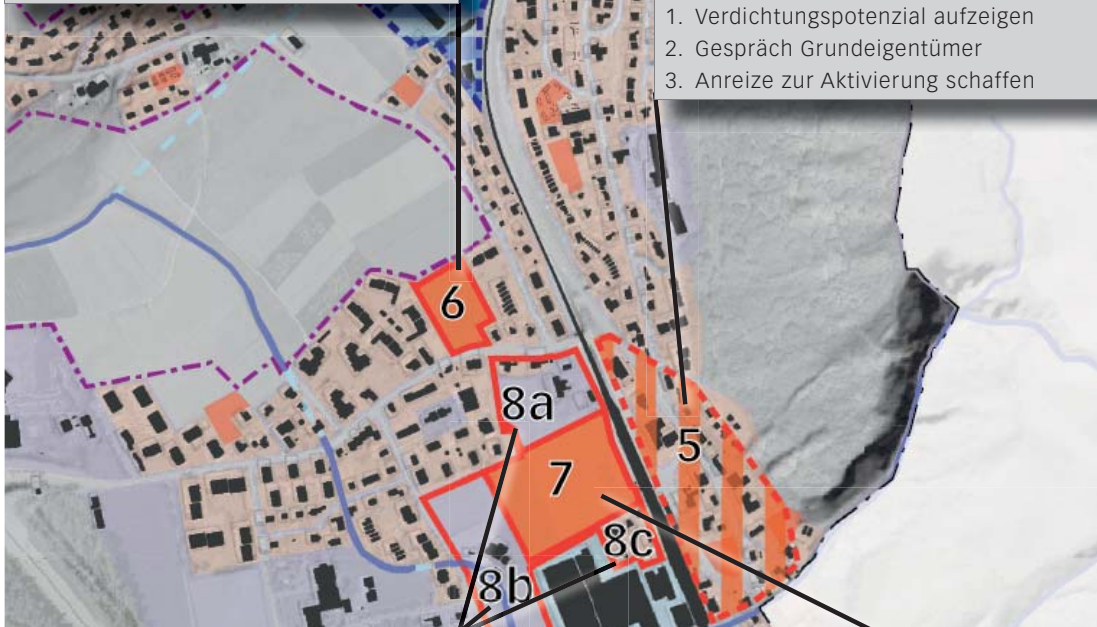 1. Verdichtungspotenzial aufzeigen
2. Gespräch Grundeigentümer
3. Anreize zur Aktivierung schaffen
6
8a
5
7
8c
8b